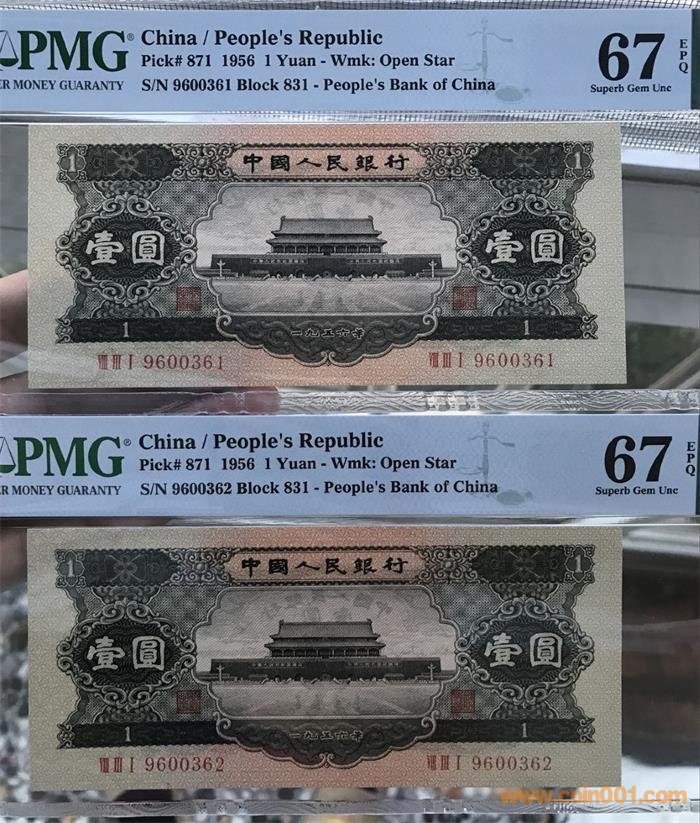 PMG®
ER MONEY GUARANTY
China / People's Republic
Pick# 871 1956 1 Yuan - Wmk: Open Star
S/N 9600361 Block 831 - People's Bank of China
67
EPQ
Superb Gem Unc
1
中國人民銀行
1
壹圓
壹圓
1
一九五六年
1
VIII III I 9600361
VIII III I 9600361
PMG®
ER MONEY GUARANTY
China / People's Republic
Pick# 871 1956 1 Yuan - Wmk: Open Star
S/N 9600362 Block 831 - People's Bank of China
67
EPQ
Superb Gem Unc
1
中國人民銀行
1
壹圓
壹圓
1
一九五六年
1
VIII III I 9600362
VIII III I 9600362
www.coin001.com